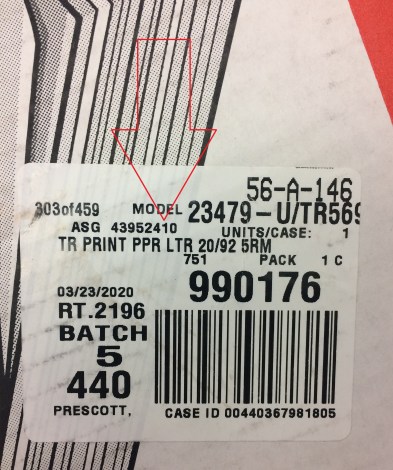 56-A-146
303of459 MODEL 23479-U/TR569
ASG 43952410 UNITS/CASE: 1
TR PRINT PPR LTR 20/92 5RM
751 PACK 1 C
03/23/2020 990176
RT.2196
BATCH
5
440
PRESCOTT, CASE ID 00440367981805